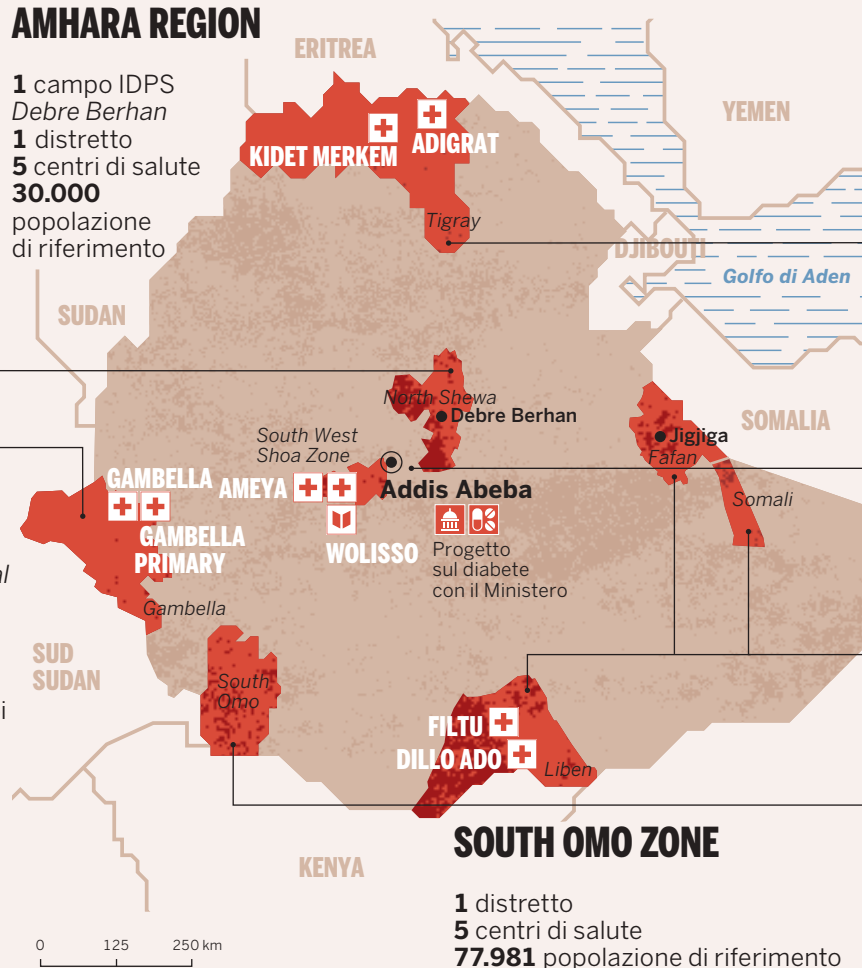 AMHARA REGION
1 campo IDPS
Debre Berhan
1 distretto
5 centri di salute
30.000
popolazione
di riferimento
ERITREA
YEMEN
KIDET MERKEM
ADIGRAT
Tigray
DJIBOUTI
Golfo di Aden
SUDAN
North Shewa
Debre Berhan
South West
Shoa Zone
SOMALIA
Jigjiga
Fafan
GAMBELLA
AMEYA
Addis Abeba
Somali
GAMBELLA
PRIMARY
WOLISSO
Progetto
sul diabete
con il Ministero
al
Gambella
SUD
SUDAN
South
Omo
i
FILTU
DILLO ADO
Liben
KENYA
SOUTH OMO ZONE
1 distretto
5 centri di salute
77.981 popolazione di riferimento
0 125 250 km